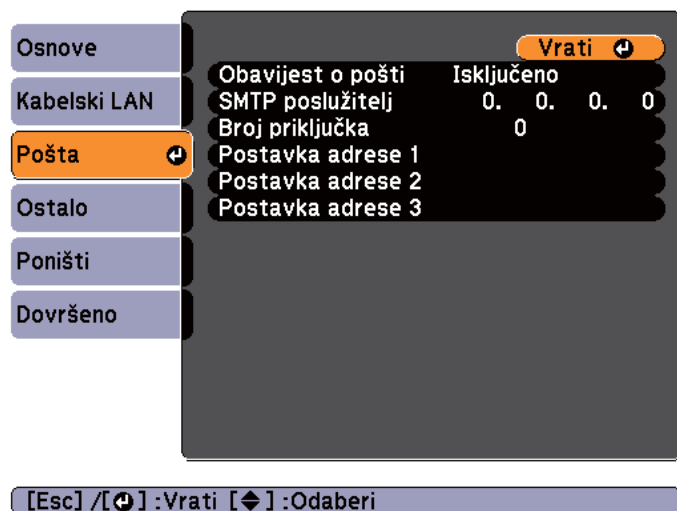 Osnove
Kabelski LAN
Pošta
Ostalo
Poništi
Dovršeno
Vrati
Obavijest o pošti Isključeno
SMTP poslužitelj 0. 0. 0. 0
Broj priključka 0
Postavka adrese 1
Postavka adrese 2
Postavka adrese 3
[Esc] /[⏎] :Vrati [◆] :Odaberi